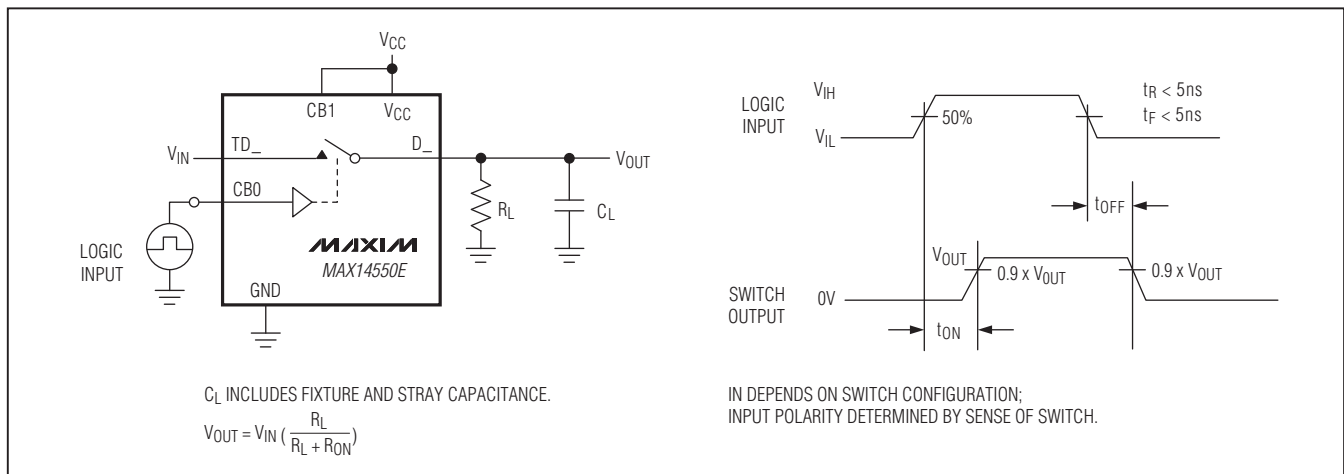 VCC
CB1
VCC
VIN
TD_
D_
VOUT
CB0
RL
CL
LOGIC
INPUT
MAXIM
MAX14550E
GND
CL INCLUDES FIXTURE AND STRAY CAPACITANCE.
VOUT = VIN ( RL / RL + RON )
LOGIC
INPUT
VIH
VIL
50%
tR < 5ns
tF < 5ns
tOFF
VOUT
0.9 x VOUT
0.9 x VOUT
SWITCH
OUTPUT
0V
tON
IN DEPENDS ON SWITCH CONFIGURATION;
INPUT POLARITY DETERMINED BY SENSE OF SWITCH.